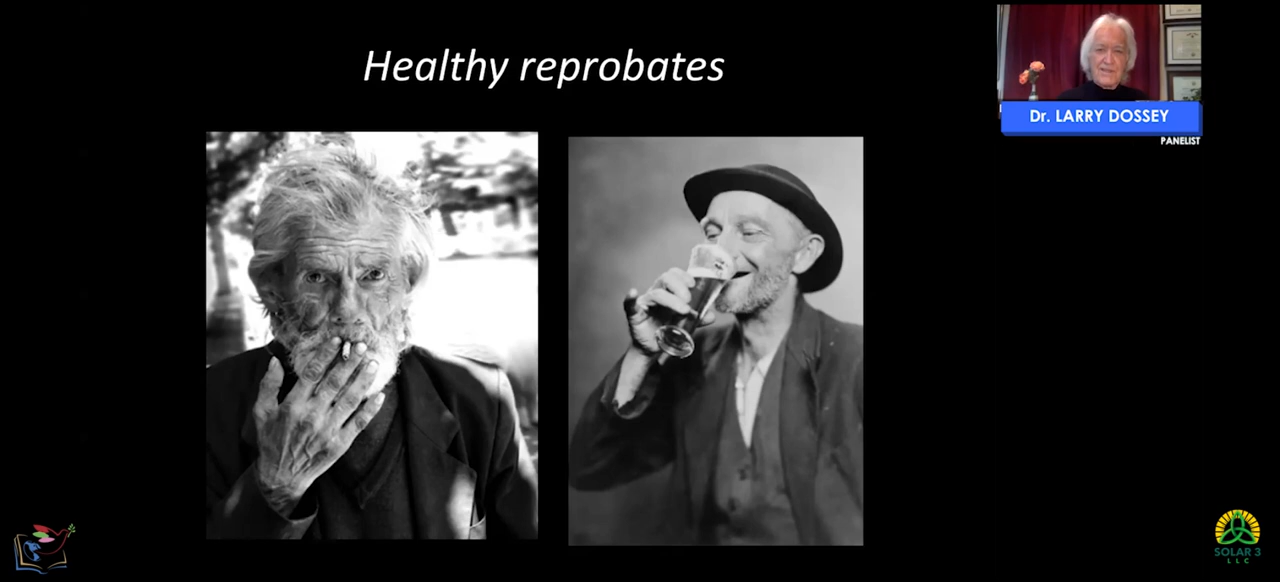 Healthy reprobates
Dr. LARRY DOSSEY
PANELIST
SOLAR 3
LLC